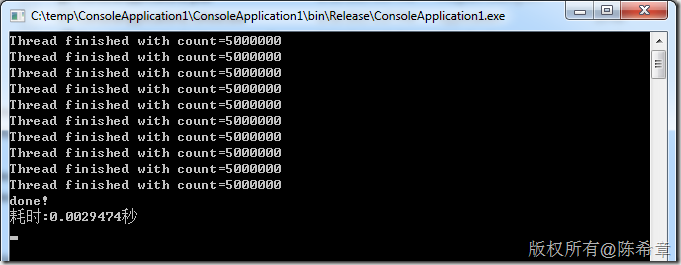 C:\temp\ConsoleApplication1\ConsoleApplication1\bin\Release\ConsoleApplication1.exe
Thread finished with count=5000000
Thread finished with count=5000000
Thread finished with count=5000000
Thread finished with count=5000000
Thread finished with count=5000000
Thread finished with count=5000000
Thread finished with count=5000000
Thread finished with count=5000000
Thread finished with count=5000000
Thread finished with count=5000000
done!
耗时:0.0029474秒
版权所有@陈希章